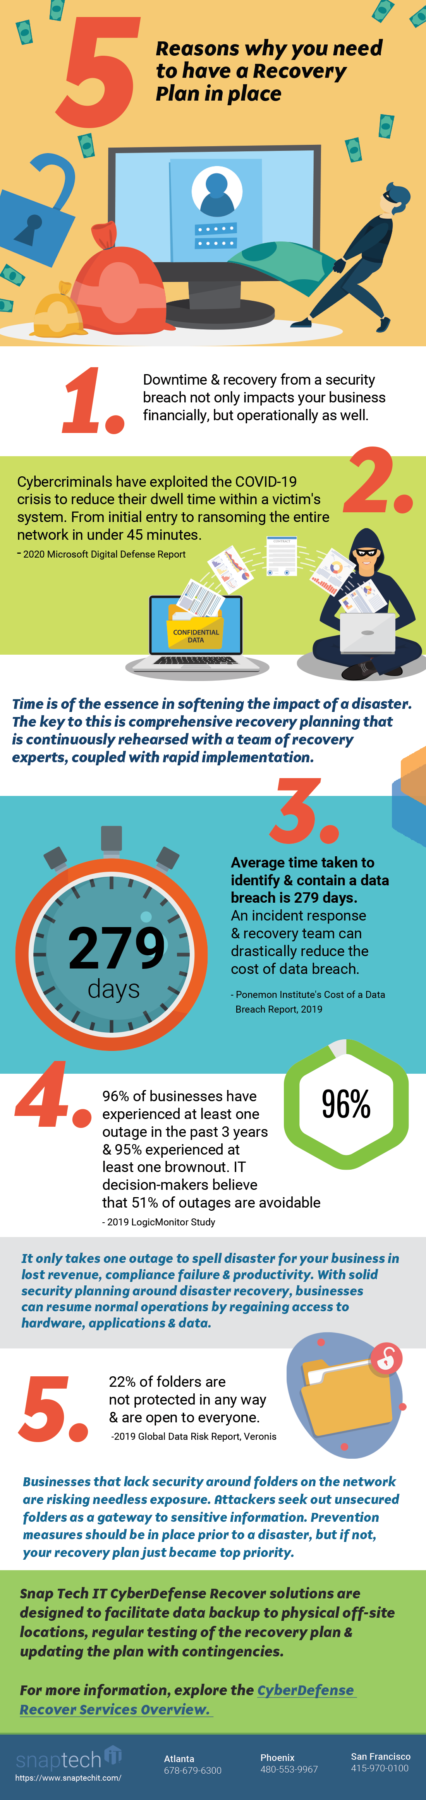 5
Reasons why you need
to have a Recovery
Plan in place
1.
Downtime & recovery from a security
breach not only impacts your business
financially, but operationally as well.
2.
Cybercriminals have exploited the COVID-19
crisis to reduce their dwell time within a victim's
system. From initial entry to ransoming the entire
network in under 45 minutes.
- 2020 Microsoft Digital Defense Report
CONFIDENTIAL
DATA
Time is of the essence in softening the impact of a disaster.
The key to this is comprehensive recovery planning that
is continuously rehearsed with a team of recovery
experts, coupled with rapid implementation.
3.
Average time taken to
identify & contain a data
breach is 279 days.
An incident response
& recovery team can
drastically reduce the
cost of data breach.
- Ponemon Institute's Cost of a Data
Breach Report, 2019
279
days
4.
96% of businesses have
experienced at least one
outage in the past 3 years
& 95% experienced at
least one brownout. IT
decision-makers believe
that 51% of outages are avoidable
- 2019 LogicMonitor Study
96%
It only takes one outage to spell disaster for your business in
lost revenue, compliance failure & productivity. With solid
security planning around disaster recovery, businesses
can resume normal operations by regaining access to
hardware, applications & data.
5.
22% of folders are
not protected in any way
& are open to everyone.
-2019 Global Data Risk Report, Veronis
Businesses that lack security around folders on the network
are risking needless exposure. Attackers seek out unsecured
folders as a gateway to sensitive information. Prevention
measures should be in place prior to a disaster, but if not,
your recovery plan just became top priority.
Snap Tech IT CyberDefense Recover solutions are
designed to facilitate data backup to physical off-site
locations, regular testing of the recovery plan &
updating the plan with contingencies.
For more information, explore the CyberDefense
Recover Services Overview.
snaptech it
https://www.snaptechit.com/
Atlanta
678-679-6300
Phoenix
480-553-9967
San Francisco
415-970-0100